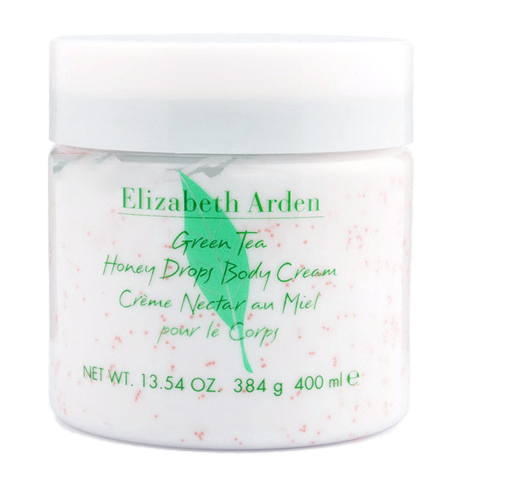 Elizabeth Arden
Green Tea
Honey Drops Body Cream
Crème Nectar au Miel
pour le Corps
NET WT. 13.54 OZ. 384 g 400 ml ℮